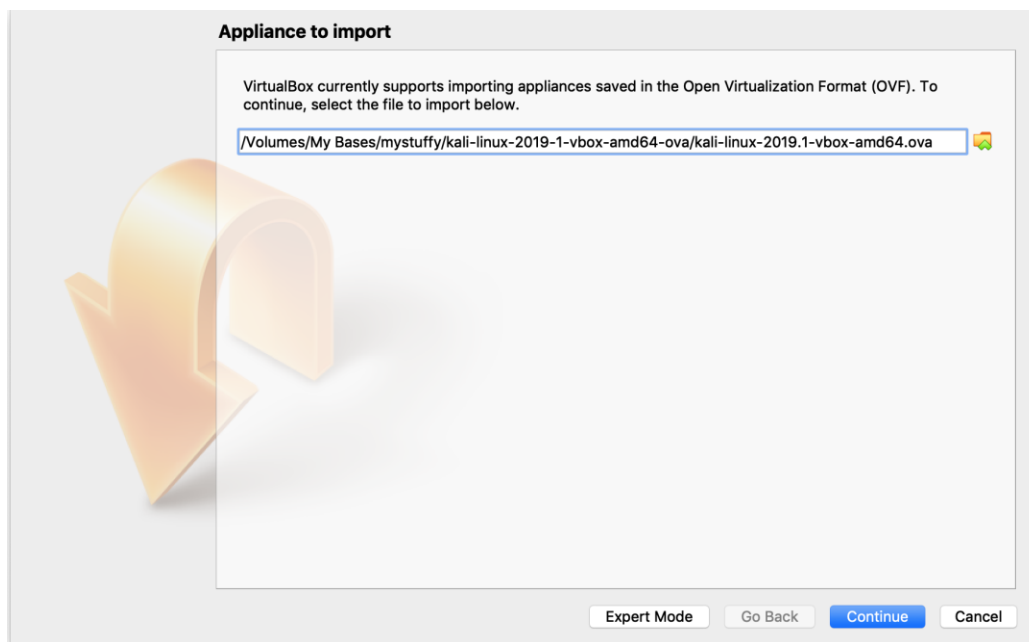 Appliance to import
VirtualBox currently supports importing appliances saved in the Open Virtualization Format (OVF). To
continue, select the file to import below.
/Volumes/My Bases/mystuffy/kali-linux-2019-1-vbox-amd64-ova/kali-linux-2019.1-vbox-amd64.ova
Expert Mode Go Back Continue Cancel